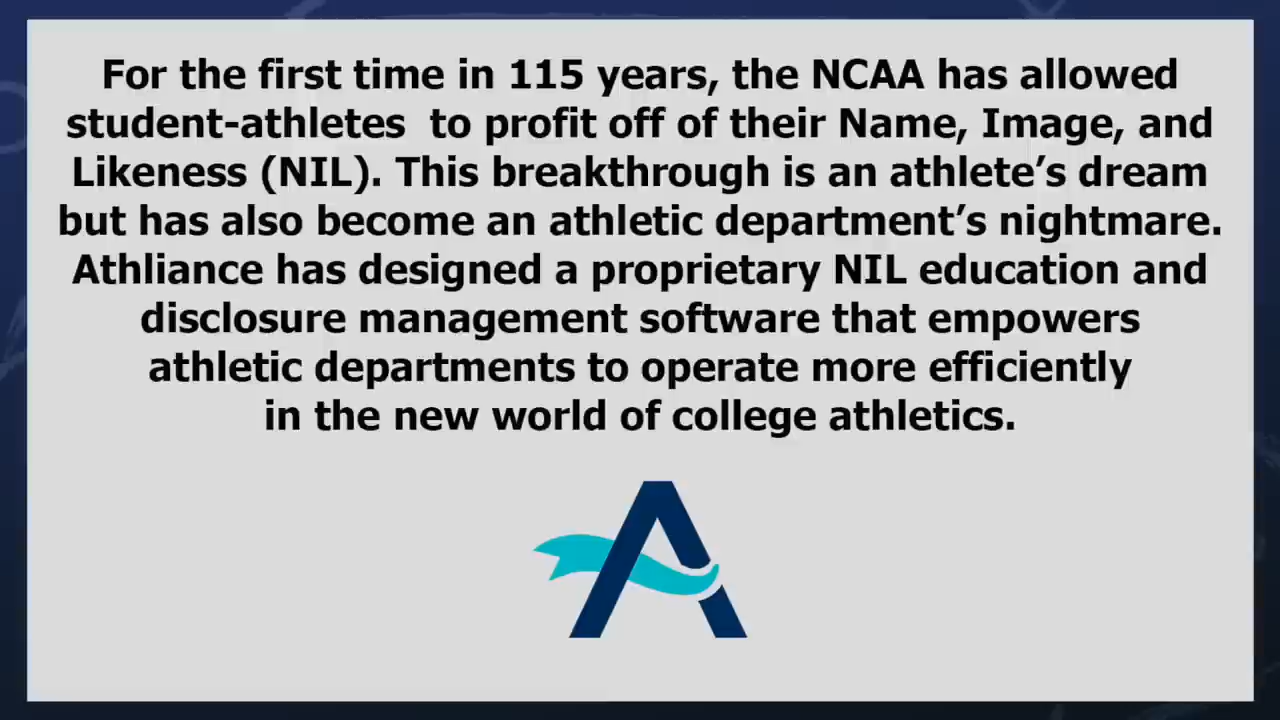 For the first time in 115 years, the NCAA has allowed
student-athletes  to profit off of their Name, Image, and
Likeness (NIL). This breakthrough is an athlete’s dream
but has also become an athletic department’s nightmare.
Athliance has designed a proprietary NIL education and
disclosure management software that empowers
athletic departments to operate more efficiently
in the new world of college athletics.